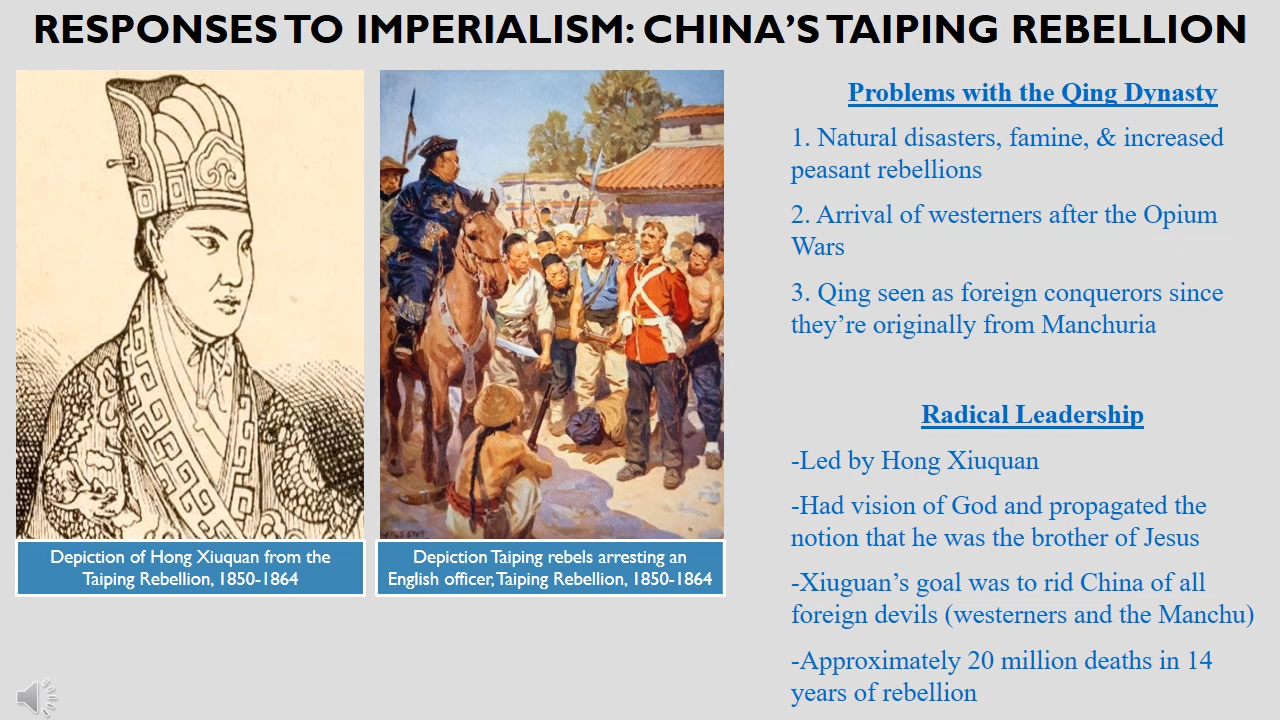 RESPONSES TO IMPERIALISM: CHINA'S TAIPING REBELLION
Depiction of Hong Xiuquan from the
Taiping Rebellion, 1850-1864
Depiction Taiping rebels arresting an
English officer, Taiping Rebellion, 1850-1864
Problems with the Qing Dynasty
1. Natural disasters, famine, & increased
peasant rebellions
2. Arrival of westerners after the Opium
Wars
3. Qing seen as foreign conquerors since
they're originally from Manchuria
Radical Leadership
-Led by Hong Xiuquan
-Had vision of God and propagated the
notion that he was the brother of Jesus
-Xiuguan's goal was to rid China of all
foreign devils (westerners and the Manchu)
-Approximately 20 million deaths in 14
years of rebellion